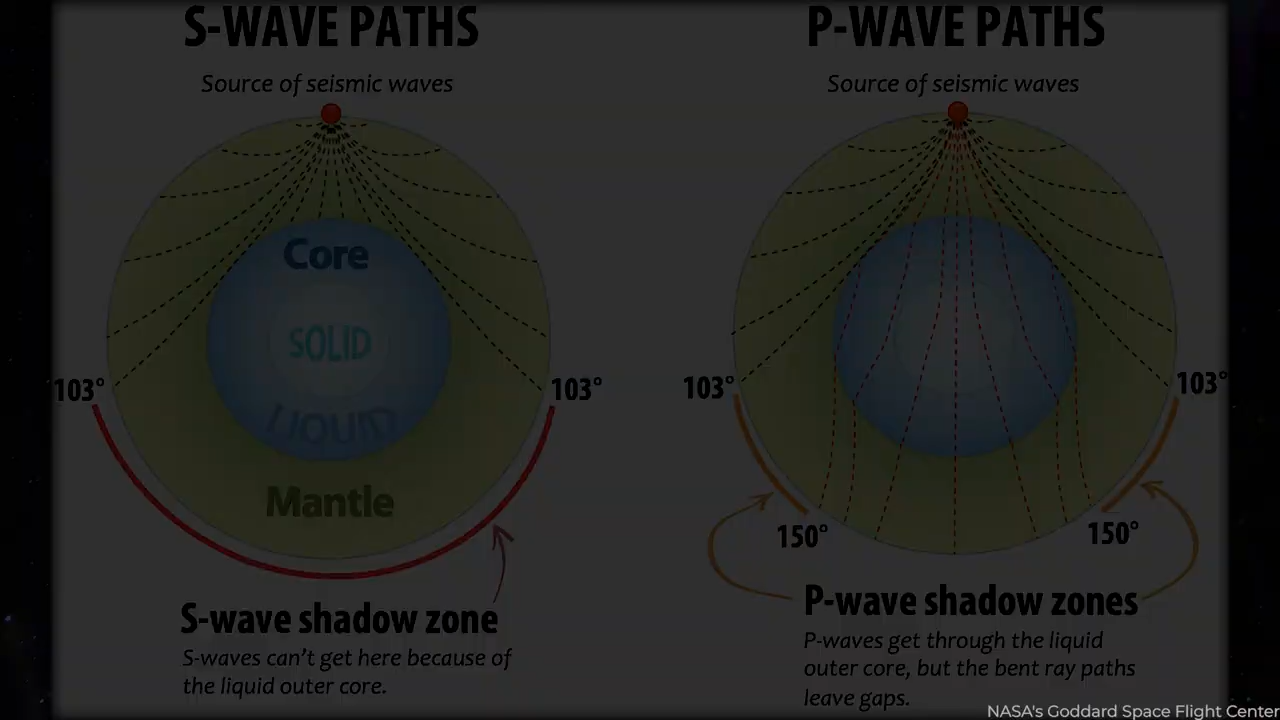 S-WAVE PATHS
Source of seismic waves
Core
SOLID
LIQUID
Mantle
103°
103°
S-wave shadow zone
S-waves can't get here because of
the liquid outer core.
P-WAVE PATHS
Source of seismic waves
103°
103°
150°
150°
P-wave shadow zones
P-waves get through the liquid
outer core, but the bent ray paths
leave gaps.
NASA's Goddard Space Flight Center